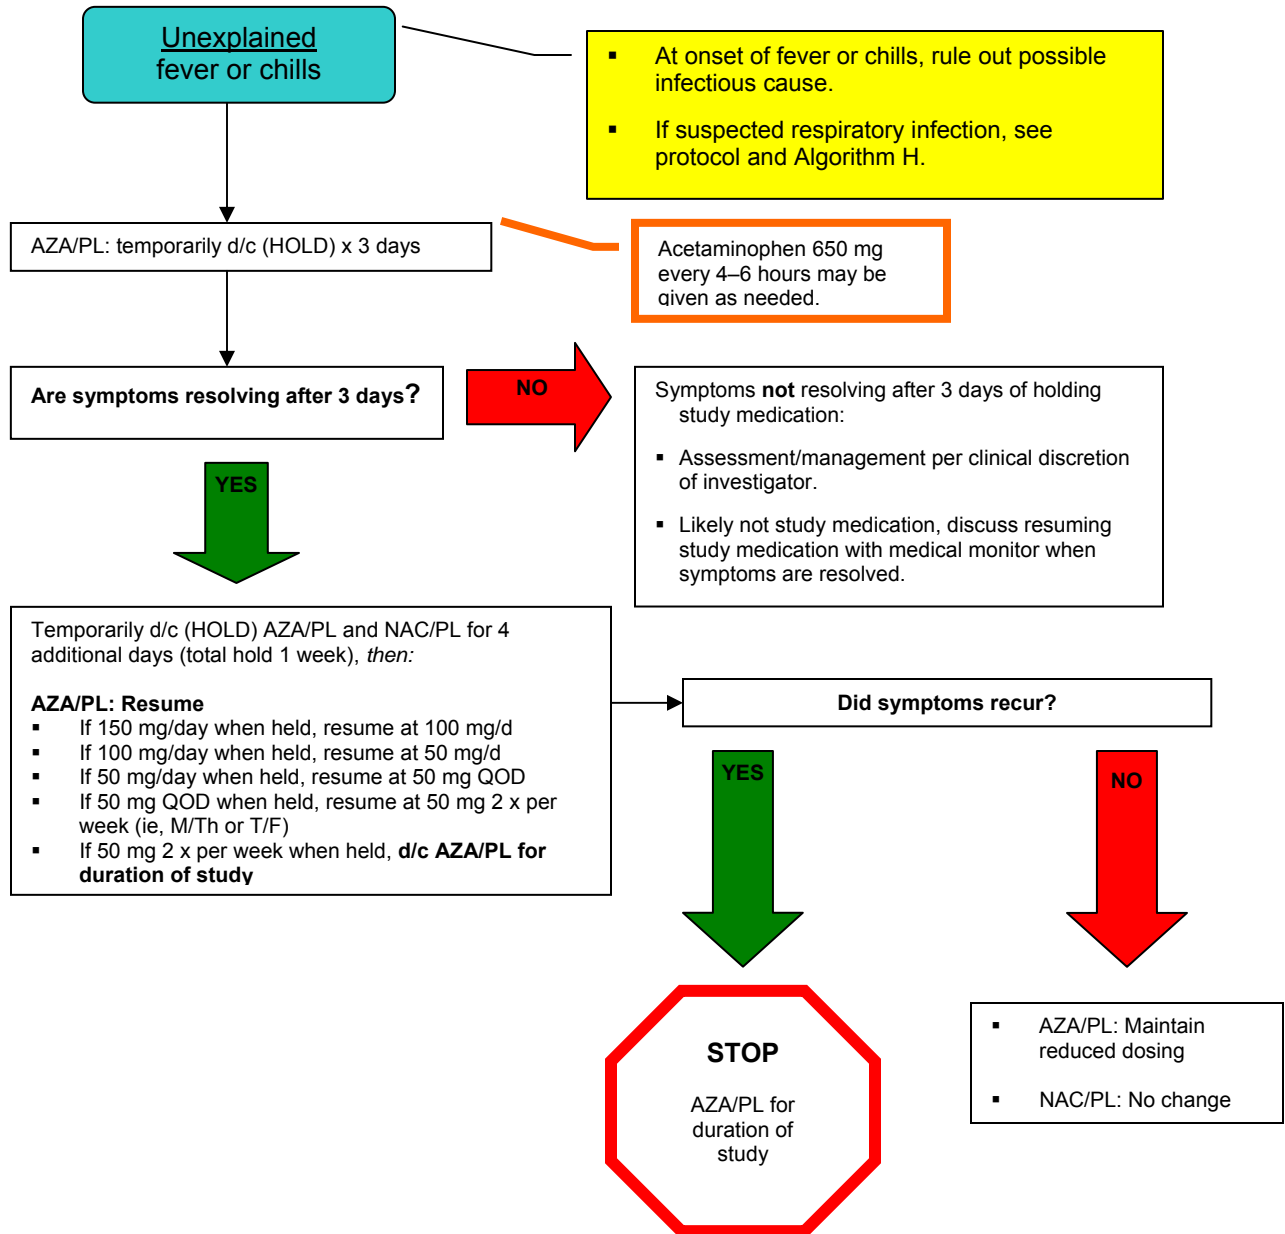 Unexplained
fever or chills
▪ At onset of fever or chills, rule out possible
infectious cause.
▪ If suspected respiratory infection, see
protocol and Algorithm H.
AZA/PL: temporarily d/c (HOLD) x 3 days
Acetaminophen 650 mg
every 4–6 hours may be
given as needed.
Are symptoms resolving after 3 days?
NO
Symptoms not resolving after 3 days of holding
study medication:
▪ Assessment/management per clinical discretion
of investigator.
▪ Likely not study medication, discuss resuming
study medication with medical monitor when
symptoms are resolved.
YES
Temporarily d/c (HOLD) AZA/PL and NAC/PL for 4
additional days (total hold 1 week), then:
AZA/PL: Resume
▪ If 150 mg/day when held, resume at 100 mg/d
▪ If 100 mg/day when held, resume at 50 mg/d
▪ If 50 mg/day when held, resume at 50 mg QOD
▪ If 50 mg QOD when held, resume at 50 mg 2 x per
week (ie, M/Th or T/F)
▪ If 50 mg 2 x per week when held, d/c AZA/PL for
duration of study
Did symptoms recur?
YES
NO
STOP
AZA/PL for
duration of
study
▪ AZA/PL: Maintain
reduced dosing
▪ NAC/PL: No change